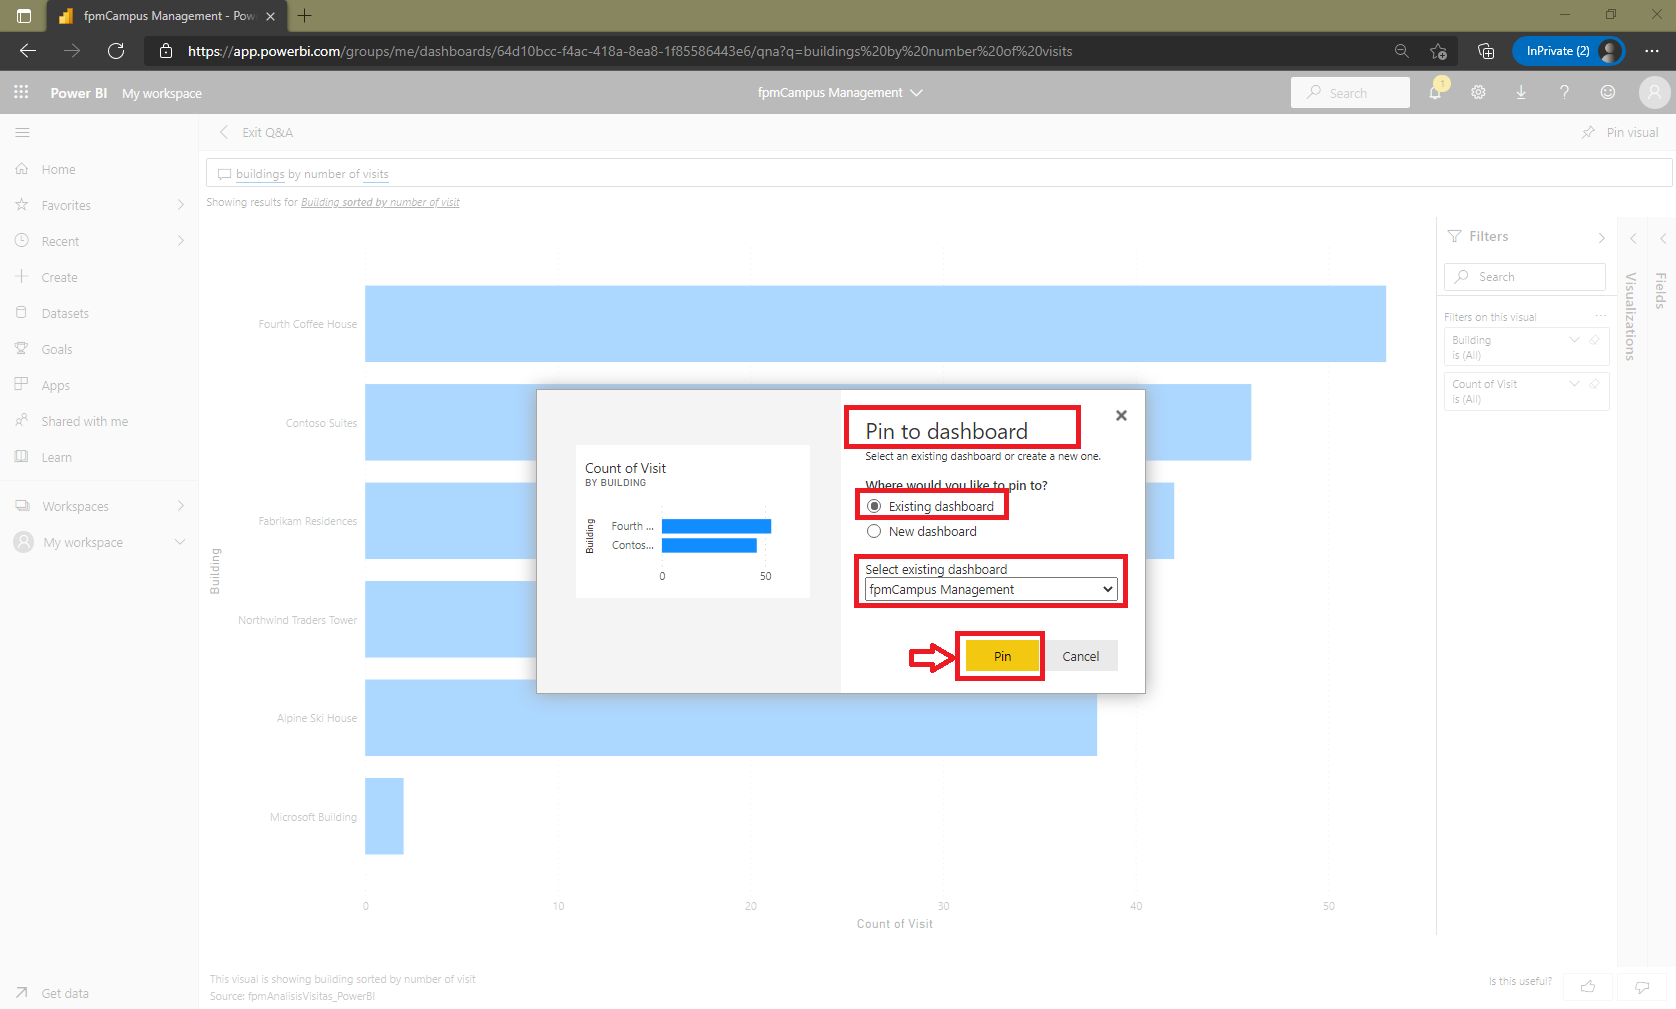 fpmCampus Management - Pow
https://app.powerbi.com/groups/me/dashboards/64d10bcc-f4ac-418a-8ea8-1f85586443e6/qna?q=buildings%20by%20number%20of%20visits
InPrivate (2)
Power BI My workspace
fpmCampus Management
Search
1
Exit Q&A
Pin visual
Home
Favorites
Recent
Create
Datasets
Goals
Apps
Shared with me
Learn
Workspaces
My workspace
Get data
buildings by number of visits
Showing results for Building sorted by number of visit
Building
Fourth Coffee House
Contoso Suites
Fabrikam Residences
Northwind Traders Tower
Alpine Ski House
Microsoft Building
0 10 20 30 40 50
Count of Visit
Count of Visit
BY BUILDING
Building
Fourth ...
Contos...
0 50
Pin to dashboard
Select an existing dashboard or create a new one.
Where would you like to pin to?
Existing dashboard
New dashboard
Select existing dashboard
fpmCampus Management
Pin
Cancel
Filters
Search
Filters on this visual
Building
is (All)
Count of Visit
is (All)
Visualizations
Fields
This visual is showing building sorted by number of visit
Source: fpmAnalisisVisitas_PowerBI
Is this useful?